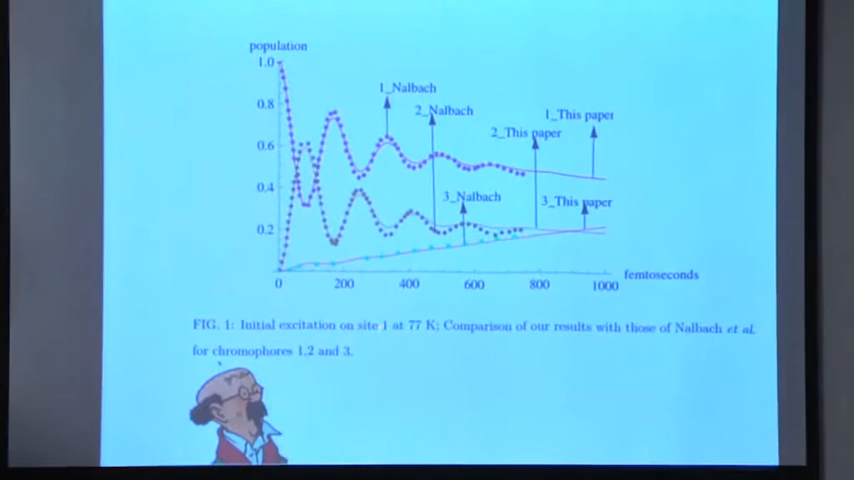 population
1.0
1_Nalbach
0.8
2_Nalbach
1_This paper
2_This paper
0.6
0.4
3_Nalbach
3_This paper
0.2
femtoseconds
0 200 400 600 800 1000
FIG. 1: Initial excitation on site 1 at 77 K; Comparison of our results with those of Nalbach et al.
for chromophores 1,2 and 3.